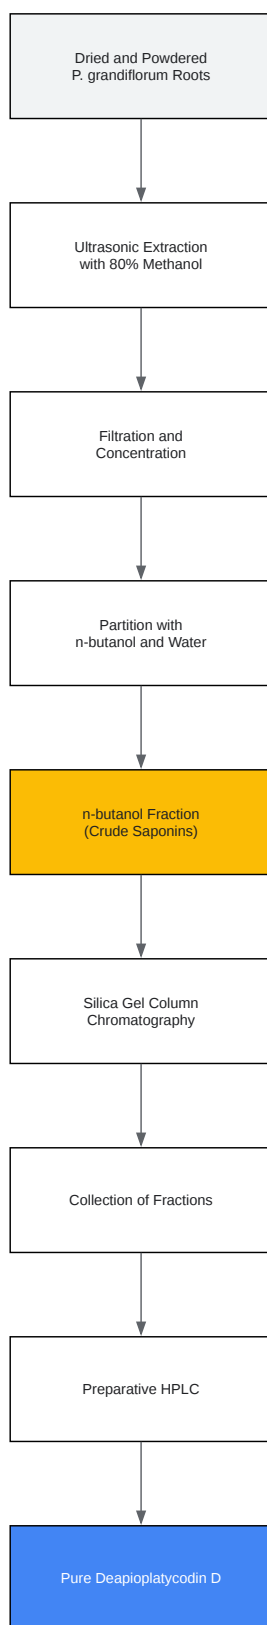 Dried and Powdered
P. grandiflorum Roots
Ultrasonic Extraction
with 80% Methanol
Filtration and
Concentration
Partition with
n-butanol and Water
n-butanol Fraction
(Crude Saponins)
Silica Gel Column
Chromatography
Collection of Fractions
Preparative HPLC
Pure Deapioplatycodin D